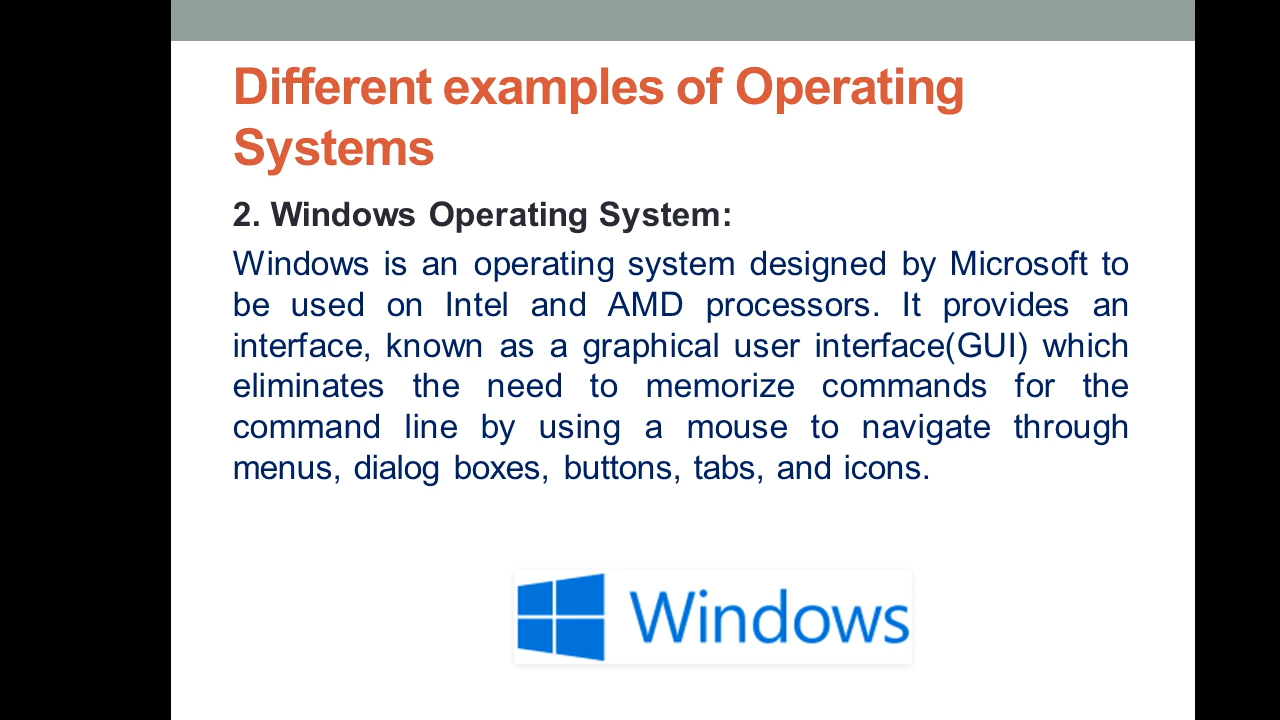 Different examples of Operating
Systems
2. Windows Operating System:
Windows is an operating system designed by Microsoft to
be used on Intel and AMD processors. It provides an
interface, known as a graphical user interface(GUI) which
eliminates the need to memorize commands for the
command line by using a mouse to navigate through
menus, dialog boxes, buttons, tabs, and icons.
Windows